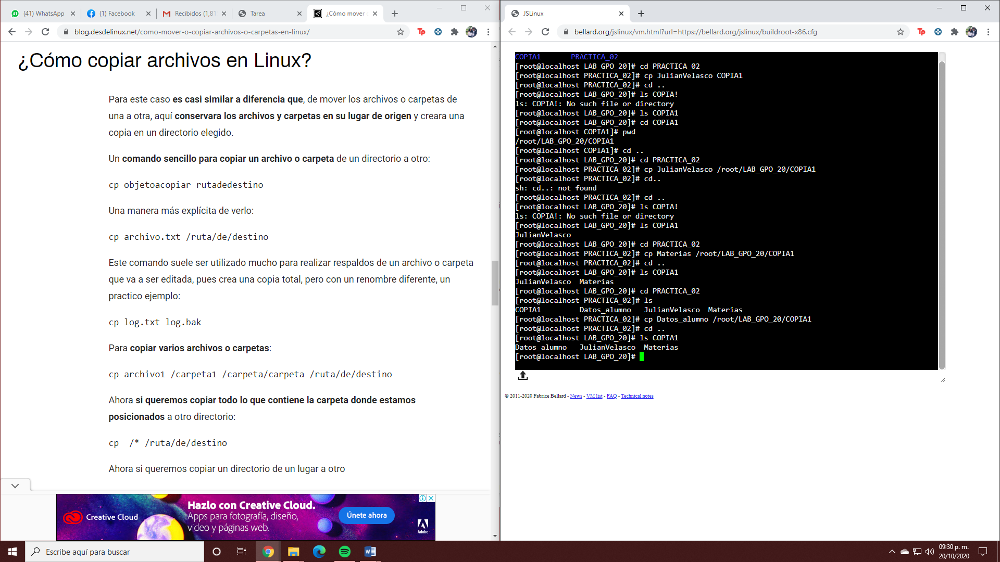 (41) WhatsApp
(1) Facebook
Recibidos (1,81
Tarea
¿Cómo mover
blog.desdelinux.net/como-mover-o-copiar-archivos-o-carpetas-en-linux/
¿Cómo copiar archivos en Linux?
Para este caso es casi similar a diferencia que, de mover los archivos o carpetas de
una a otra, aquí conservara los archivos y carpetas en su lugar de origen y creara una
copia en un directorio elegido.
Un comando sencillo para copiar un archivo o carpeta de un directorio a otro:
cp objetoacopiar rutadedestino
Una manera más explícita de verlo:
cp archivo.txt /ruta/de/destino
Este comando suele ser utilizado mucho para realizar respaldos de un archivo o carpeta
que va a ser editada, pues crea una copia total, pero con un renombre diferente, un
practico ejemplo:
cp log.txt log.bak
Para copiar varios archivos o carpetas:
cp archivo1 /carpeta1 /carpeta/carpeta /ruta/de/destino
Ahora si queremos copiar todo lo que contiene la carpeta donde estamos
posicionados a otro directorio:
cp  /* /ruta/de/destino
Ahora si queremos copiar un directorio de un lugar a otro
Creative Cloud
Hazlo con Creative Cloud.
Apps para fotografía, diseño,
video y páginas web.
Únete ahora
Adobe
JSLinux
bellard.org/jslinux/vm.html?url=https://bellard.org/jslinux/buildroot-x86.cfg
COPIA1       PRACTICA_02
[root@localhost LAB_GPO_20]# cd PRACTICA_02
[root@localhost PRACTICA_02]# cp JulianVelasco COPIA1
[root@localhost PRACTICA_02]# cd ..
[root@localhost LAB_GPO_20]# ls COPIA!
ls: COPIA!: No such file or directory
[root@localhost LAB_GPO_20]# ls COPIA1
[root@localhost LAB_GPO_20]# cd COPIA1
[root@localhost COPIA1]# pwd
/root/LAB_GPO_20/COPIA1
[root@localhost COPIA1]# cd ..
[root@localhost LAB_GPO_20]# cd PRACTICA_02
[root@localhost PRACTICA_02]# cp JulianVelasco /root/LAB_GPO_20/COPIA1
[root@localhost PRACTICA_02]# cd..
sh: cd..: not found
[root@localhost PRACTICA_02]# cd ..
[root@localhost LAB_GPO_20]# ls COPIA!
ls: COPIA!: No such file or directory
[root@localhost LAB_GPO_20]# ls COPIA1
JulianVelasco
[root@localhost LAB_GPO_20]# cd PRACTICA_02
[root@localhost PRACTICA_02]# cp Materias /root/LAB_GPO_20/COPIA1
[root@localhost PRACTICA_02]# cd ..
[root@localhost LAB_GPO_20]# ls COPIA1
JulianVelasco  Materias
[root@localhost LAB_GPO_20]# cd PRACTICA_02
[root@localhost PRACTICA_02]# ls
COPIA1         Datos_alumno   JulianVelasco  Materias
[root@localhost PRACTICA_02]# cp Datos_alumno /root/LAB_GPO_20/COPIA1
[root@localhost PRACTICA_02]# cd ..
[root@localhost LAB_GPO_20]# ls COPIA1
Datos_alumno   JulianVelasco  Materias
[root@localhost LAB_GPO_20]#
© 2011-2020 Fabrice Bellard - News - VM list - FAQ - Technical notes
Escribe aquí para buscar
09:30 p. m.
20/10/2020